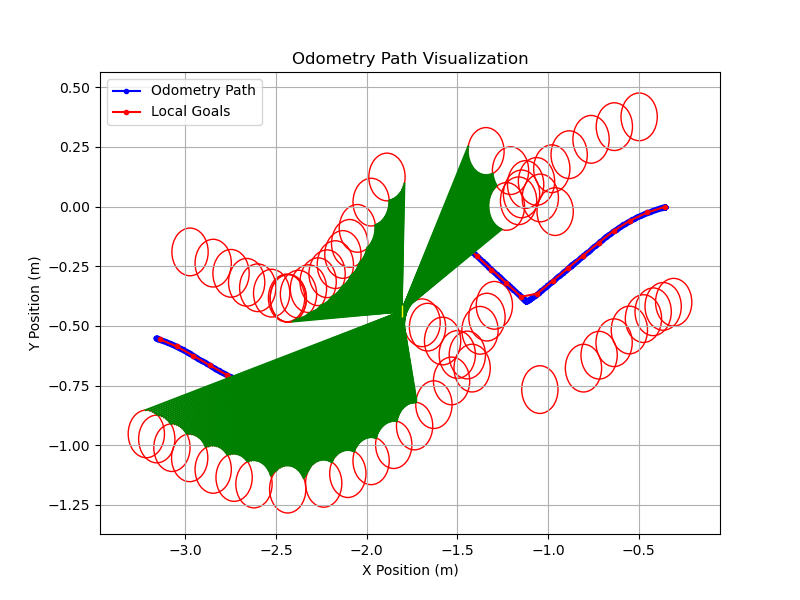 Odometry Path Visualization
Odometry Path
Local Goals
0.50
0.25
0.00
−0.25
−0.50
−0.75
−1.00
−1.25
Y Position (m)
−3.0 −2.5 −2.0 −1.5 −1.0 −0.5
X Position (m)